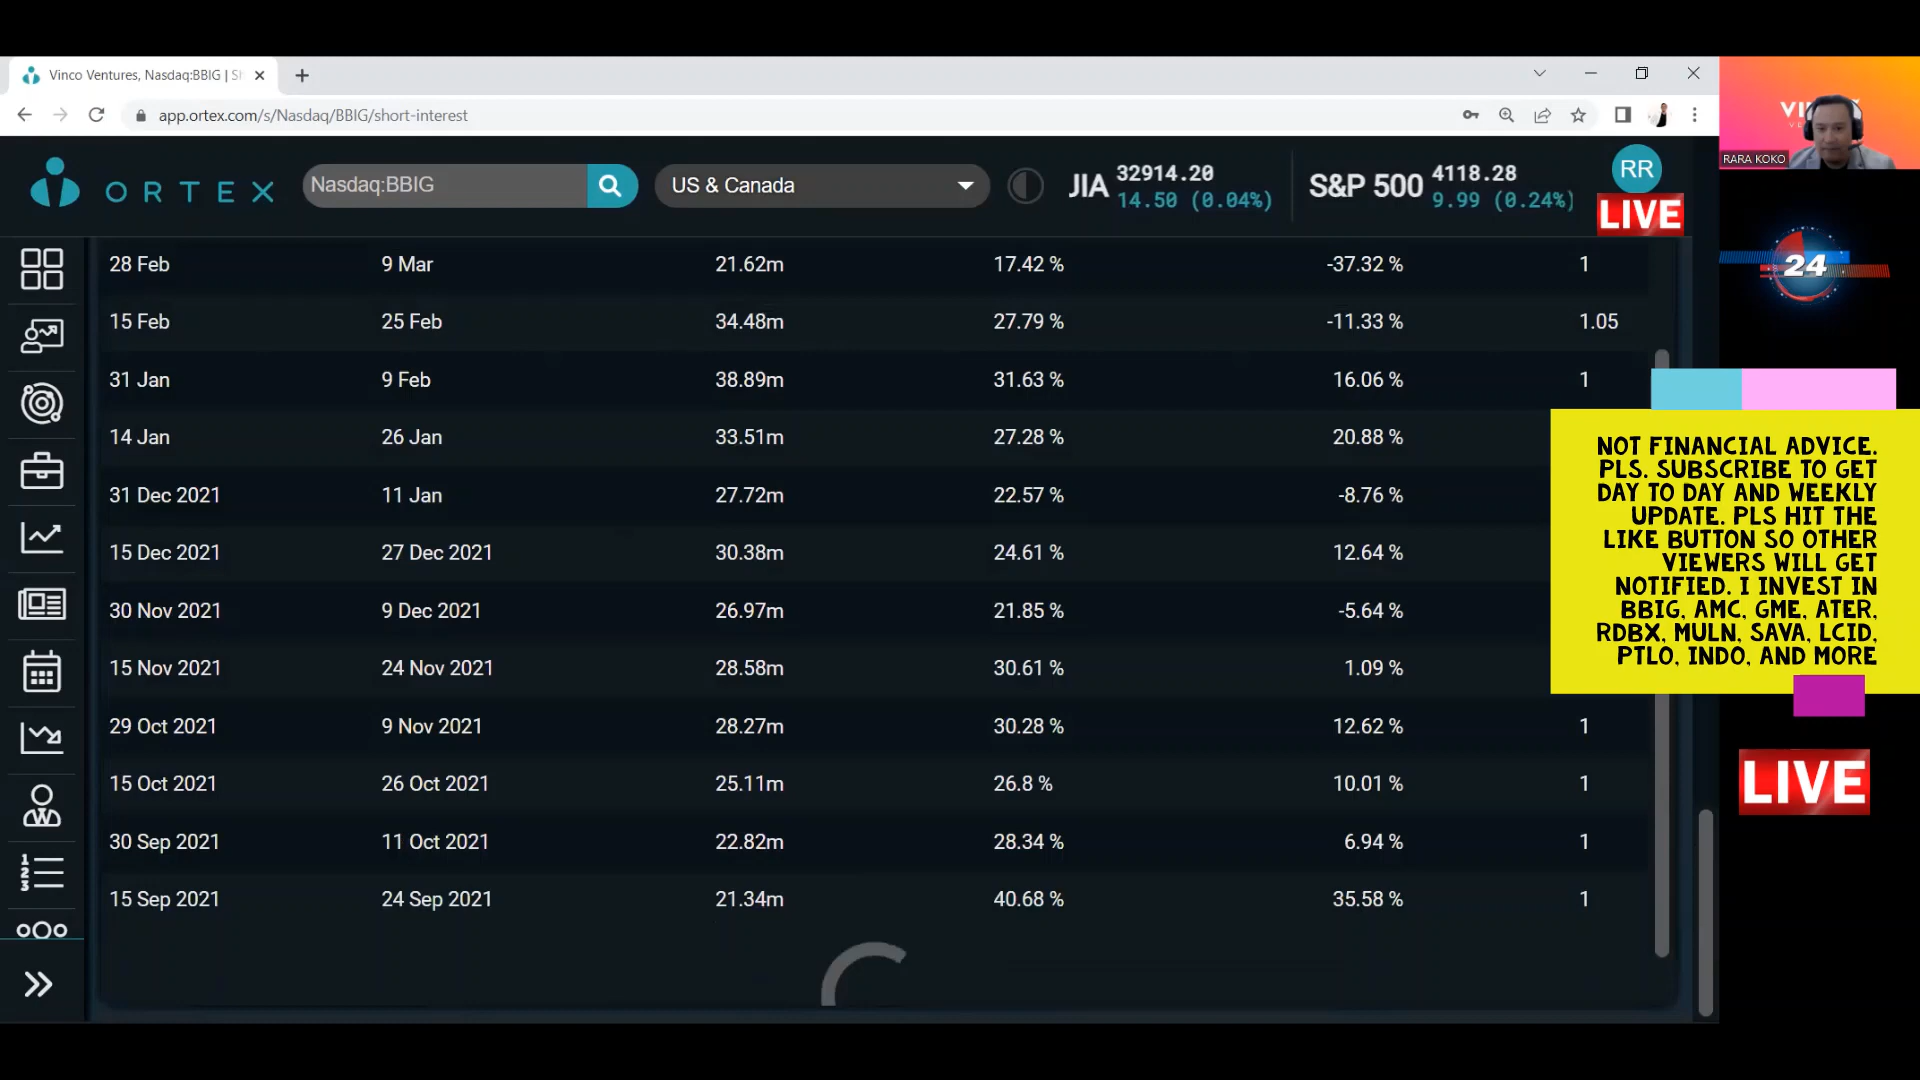 Vinco Ventures, Nasdaq:BBIG | S
app.ortex.com/s/Nasdaq/BBIG/short-interest
ORTEX
Nasdaq:BBIG
US & Canada
JIA 32914.20
14.50 (0.04%)
S&P 500 4118.28
9.99 (0.24%)
RR
LIVE
RARA KOKO
24
28 Feb 9 Mar 21.62m 17.42 % -37.32 % 1
15 Feb 25 Feb 34.48m 27.79 % -11.33 % 1.05
31 Jan 9 Feb 38.89m 31.63 % 16.06 % 1
14 Jan 26 Jan 33.51m 27.28 % 20.88 %
31 Dec 2021 11 Jan 27.72m 22.57 % -8.76 %
15 Dec 2021 27 Dec 2021 30.38m 24.61 % 12.64 %
30 Nov 2021 9 Dec 2021 26.97m 21.85 % -5.64 %
15 Nov 2021 24 Nov 2021 28.58m 30.61 % 1.09 %
29 Oct 2021 9 Nov 2021 28.27m 30.28 % 12.62 % 1
15 Oct 2021 26 Oct 2021 25.11m 26.8 % 10.01 % 1
30 Sep 2021 11 Oct 2021 22.82m 28.34 % 6.94 % 1
15 Sep 2021 24 Sep 2021 21.34m 40.68 % 35.58 % 1
NOT FINANCIAL ADVICE.
PLS. SUBSCRIBE TO GET
DAY TO DAY AND WEEKLY
UPDATE. PLS HIT THE
LIKE BUTTON SO OTHER
VIEWERS WILL GET
NOTIFIED. I INVEST IN
BBIG, AMC, GME, ATER,
RDBX, MULN, SAVA, LCID,
PTLO, INDO, AND MORE
LIVE